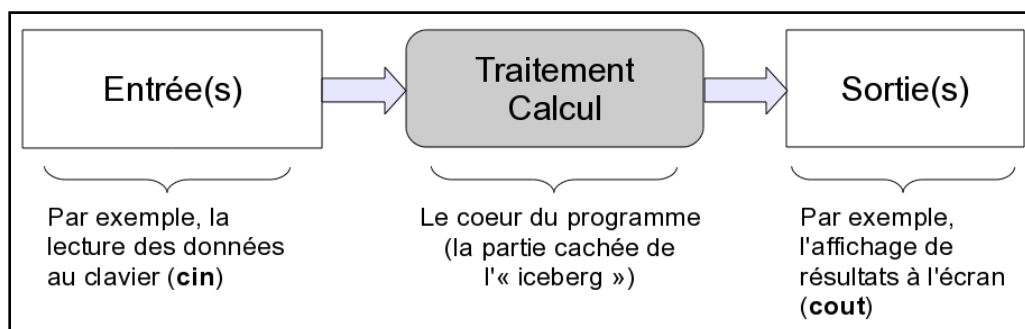 Entrée(s)
Traitement
Calcul
Sortie(s)
Par exemple, la
lecture des données
au clavier (cin)
Le coeur du programme
(la partie cachée de
l'« iceberg »)
Par exemple,
l'affichage de
résultats à l'écran
(cout)